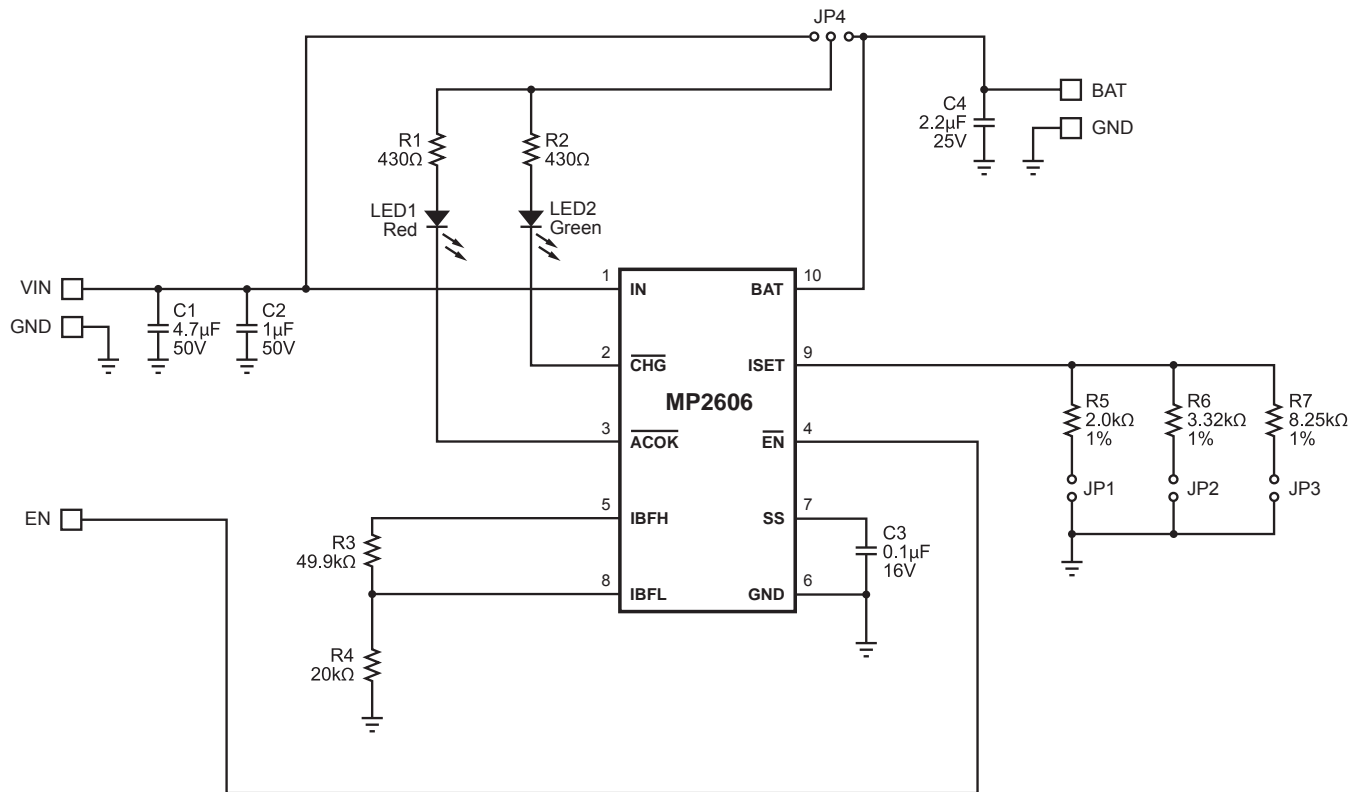 JP4
BAT
C4
2.2µF
25V
GND
R1
430Ω
R2
430Ω
LED1
Red
LED2
Green
VIN
GND
C1
4.7µF
50V
C2
1µF
50V
1
IN
BAT
10
2
CHG
ISET
9
MP2606
3
ACOK
EN
4
5
IBFH
SS
7
8
IBFL
GND
6
R5
2.0kΩ
1%
R6
3.32kΩ
1%
R7
8.25kΩ
1%
JP1
JP2
JP3
EN
R3
49.9kΩ
C3
0.1µF
16V
R4
20kΩ